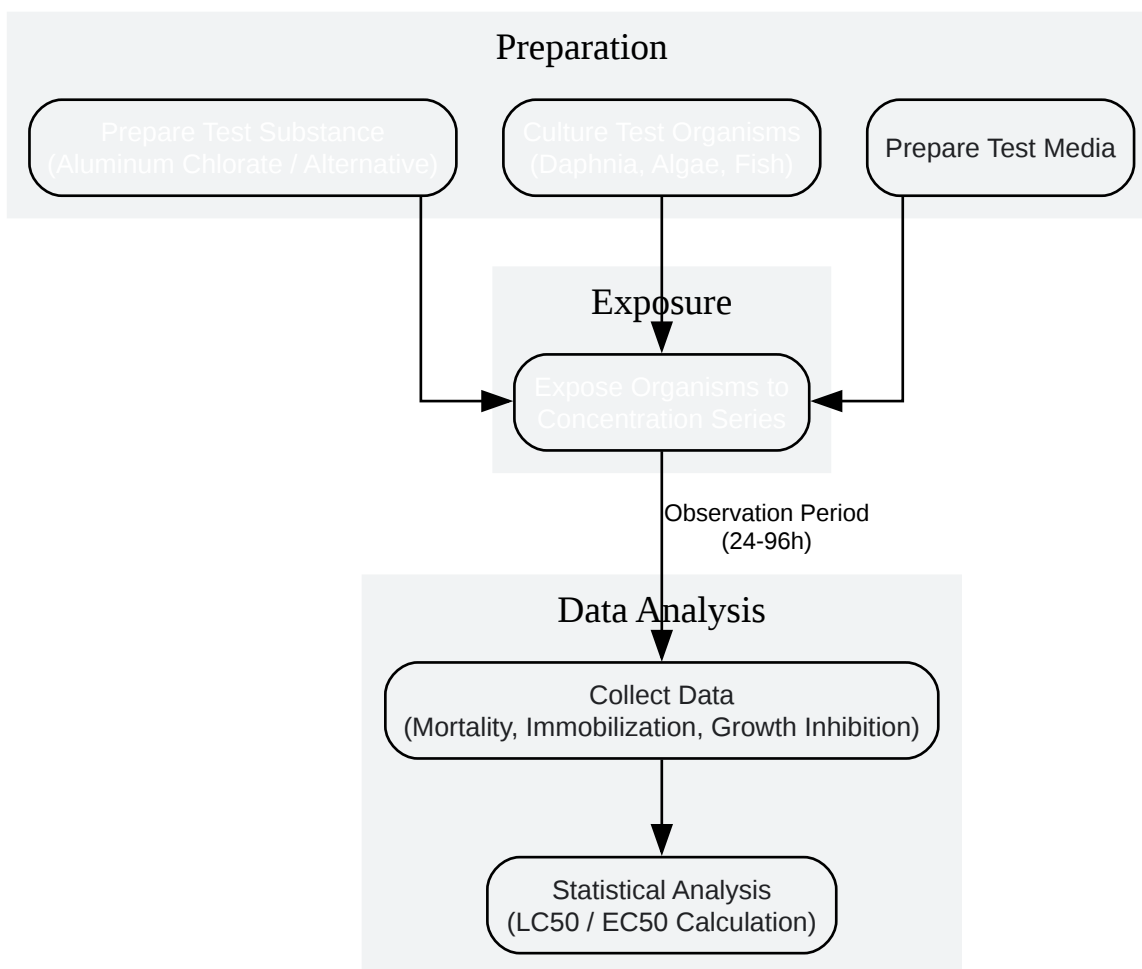 Preparation
Prepare Test Substance
(Aluminum Chlorate / Alternative)
Culture Test Organisms
(Daphnia, Algae, Fish)
Prepare Test Media
Exposure
Expose Organisms to
Concentration Series
Observation Period
(24-96h)
Data Analysis
Collect Data
(Mortality, Immobilization, Growth Inhibition)
Statistical Analysis
(LC50 / EC50 Calculation)